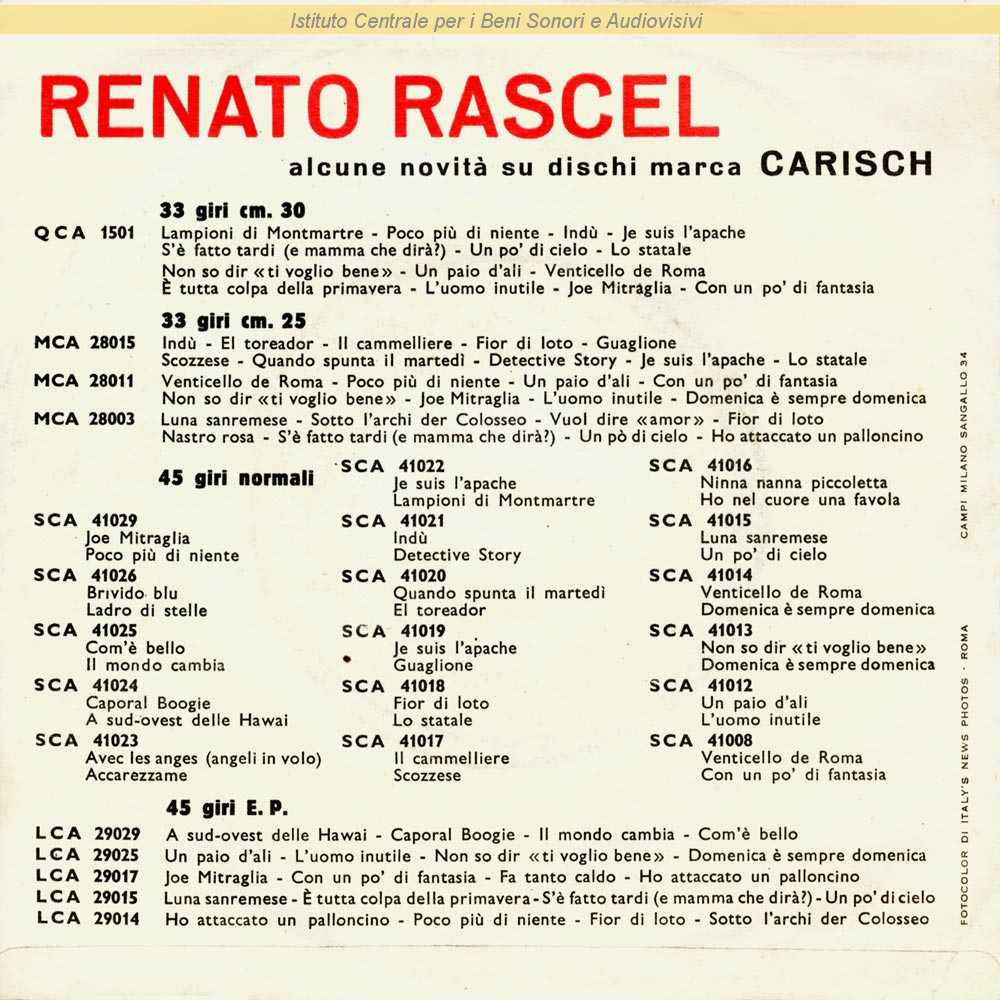 Istituto Centrale per i Beni Sonori e Audiovisivi
RENATO RASCEL
alcune novità su dischi marca CARISCH
33 giri cm. 30
QCA 1501 Lampioni di Montmartre - Poco più di niente - Indù - Je suis l'apache
S'è fatto tardi (e mamma che dirà?) - Un po' di cielo - Lo statale
Non so dir «ti voglio bene» - Un paio d'ali - Venticello de Roma
È tutta colpa della primavera - L'uomo inutile - Joe Mitraglia - Con un po' di fantasia
33 giri cm. 25
MCA 28015 Indù - El toreador - Il cammelliere - Fior di loto - Guaglione
Scozzese - Quando spunta il martedì - Detective Story - Je suis l'apache - Lo statale
MCA 28011 Venticello de Roma - Poco più di niente - Un paio d'ali - Con un po' di fantasia
Non so dir «ti voglio bene» - Joe Mitraglia - L'uomo inutile - Domenica è sempre domenica
MCA 28003 Luna sanremese - Sotto l'archi der Colosseo - Vuol dire «amor» - Fior di loto
Nastro rosa - S'è fatto tardi (e mamma che dirà?) - Un pò di cielo - Ho attaccato un palloncino
45 giri normali
SCA 41029
Joe Mitraglia
Poco più di niente
SCA 41026
Brivido blu
Ladro di stelle
SCA 41025
Com'è bello
Il mondo cambia
SCA 41024
Caporal Boogie
A sud-ovest delle Hawai
SCA 41023
Avec les anges (angeli in volo)
Accarezzame
SCA 41022
Je suis l'apache
Lampioni di Montmartre
SCA 41021
Indù
Detective Story
SCA 41020
Quando spunta il martedì
El toreador
SCA 41019
Je suis l'apache
Guaglione
SCA 41018
Fior di loto
Lo statale
SCA 41017
Il cammelliere
Scozzese
SCA 41016
Ninna nanna piccoletta
Ho nel cuore una favola
SCA 41015
Luna sanremese
Un po' di cielo
SCA 41014
Venticello de Roma
Domenica è sempre domenica
SCA 41013
Non so dir «ti voglio bene»
Domenica è sempre domenica
SCA 41012
Un paio d'ali
L'uomo inutile
SCA 41008
Venticello de Roma
Con un po' di fantasia
45 giri E. P.
LCA 29029 A sud-ovest delle Hawai - Caporal Boogie - Il mondo cambia - Com'è bello
LCA 29025 Un paio d'ali - L'uomo inutile - Non so dir «ti voglio bene» - Domenica è sempre domenica
LCA 29017 Joe Mitraglia - Con un po' di fantasia - Fa tanto caldo - Ho attaccato un palloncino
LCA 29015 Luna sanremese - È tutta colpa della primavera - S'è fatto tardi (e mamma che dirà?) - Un po' di cielo
LCA 29014 Ho attaccato un palloncino - Poco più di niente - Fior di loto - Sotto l'archi der Colosseo
FOTOCOLOR DI ITALY'S NEWS PHOTOS - ROMA
CAMPI MILANO SANGALLO 34